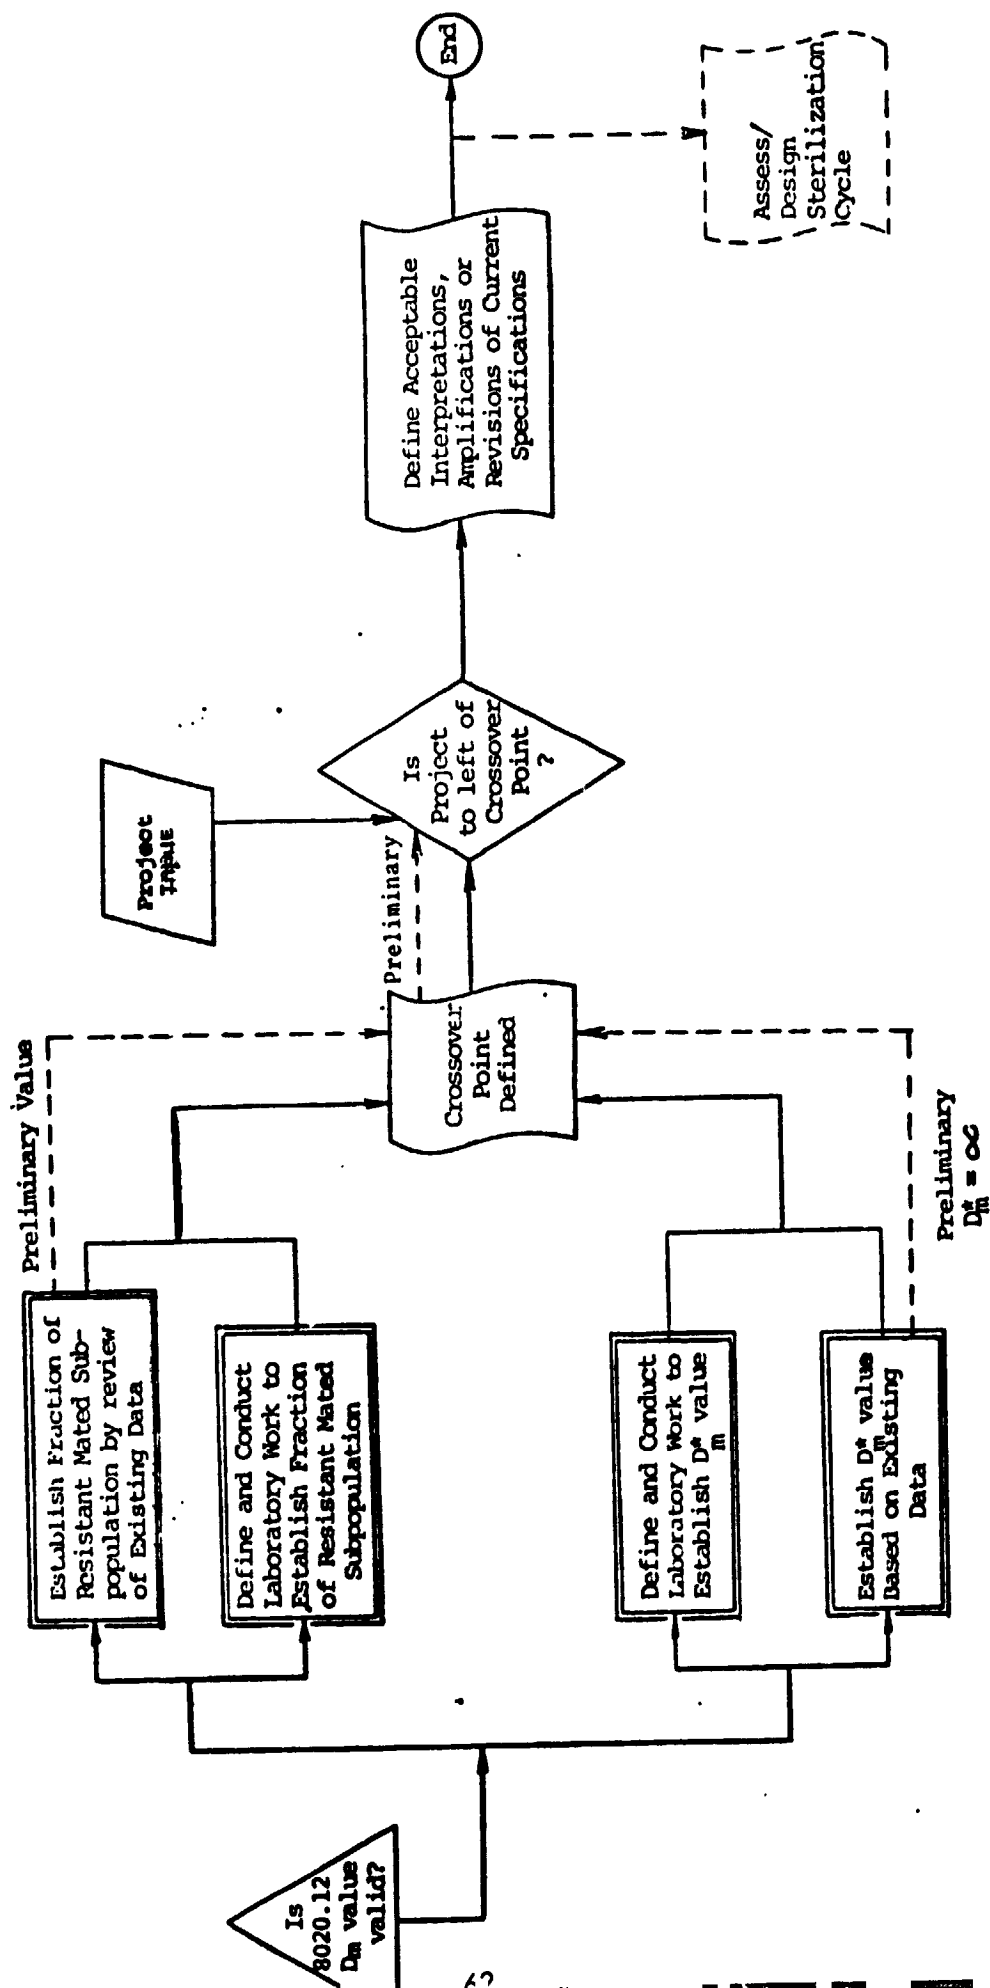 Is
8020.12
Dm value
valid?
Establish Fraction of
Resistant Mated Sub-
population by review
of Existing Data
Preliminary Value
Define and Conduct
Laboratory Work to
Establish Fraction
of Resistant Mated
Subpopulation
Define and Conduct
Laboratory Work to
Establish D*m value
Establish D*m value
Based on Existing
Data
Preliminary
D*m = ∝
Crossover
Point
Defined
Preliminary
Project
Input
Is
Project
to left of
Crossover
Point
?
Define Acceptable
Interpretations,
Amplifications or
Revisions of Current
Specifications
End
Assess/
Design
Sterilization
Cycle